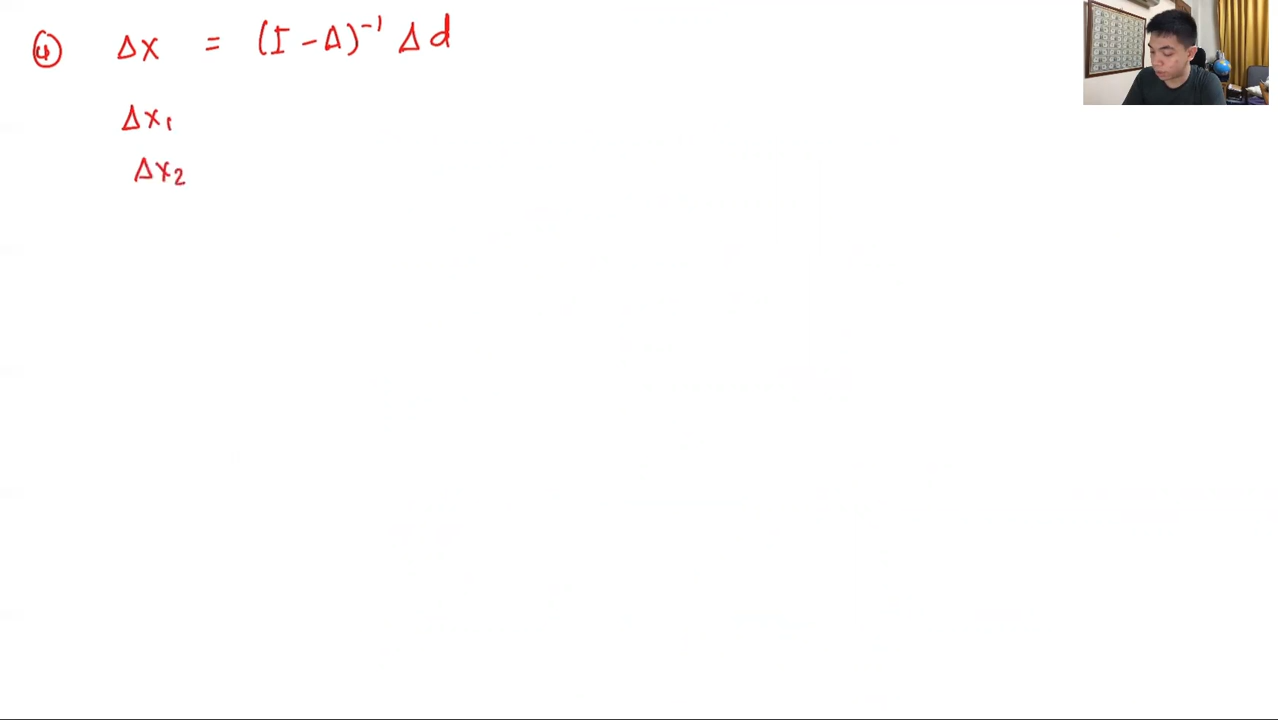 ④ Δx = (I - A)⁻¹ Δd
Δx₁
Δx₂